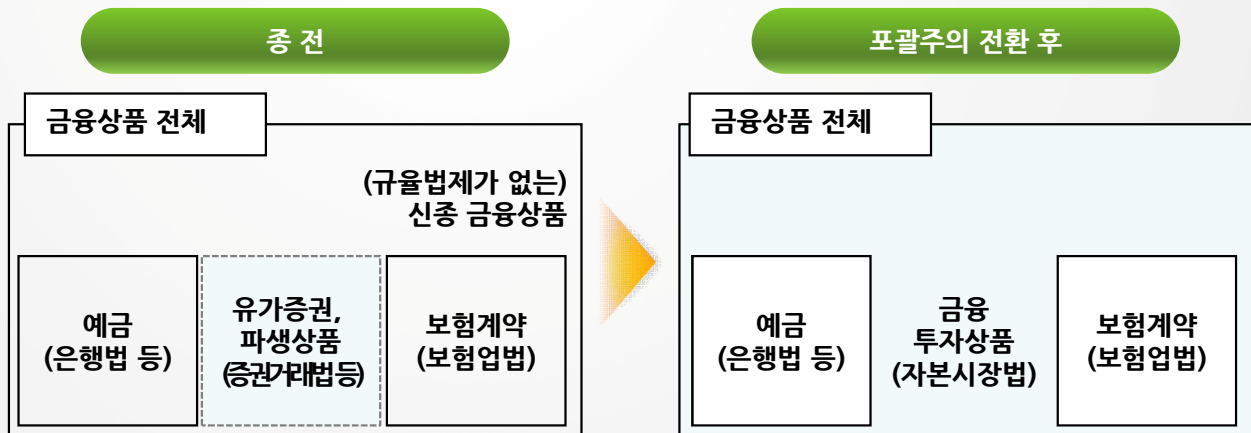 종 전
포괄주의 전환 후
금융상품 전체
(규율법제가 없는)
신종 금융상품
예금
(은행법 등)
유가증권,
파생상품
(증권거래법등)
보험계약
(보험업법)
금융상품 전체
예금
(은행법 등)
금융
투자상품
(자본시장법)
보험계약
(보험업법)